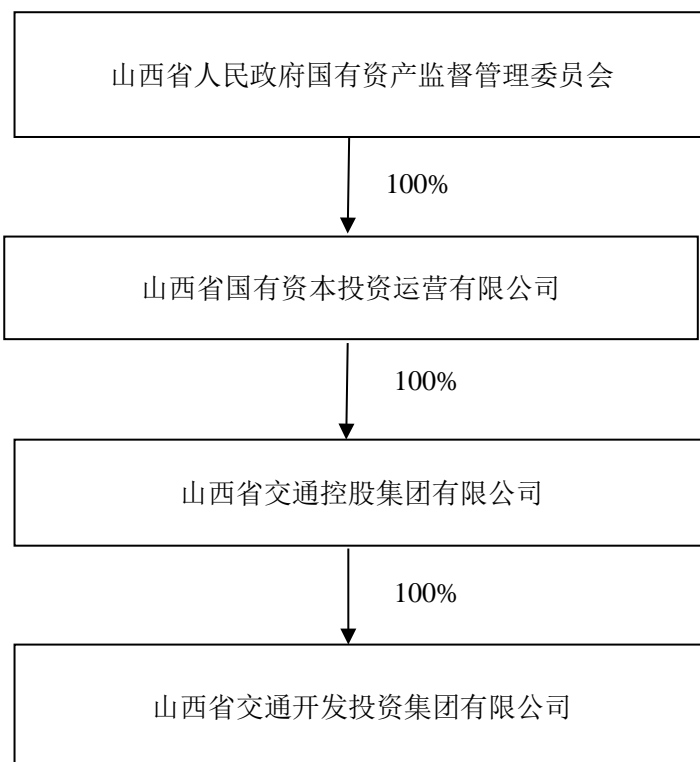 山西省人民政府国有资产监督管理委员会
100%
山西省国有资本投资运营有限公司
100%
山西省交通控股集团有限公司
100%
山西省交通开发投资集团有限公司